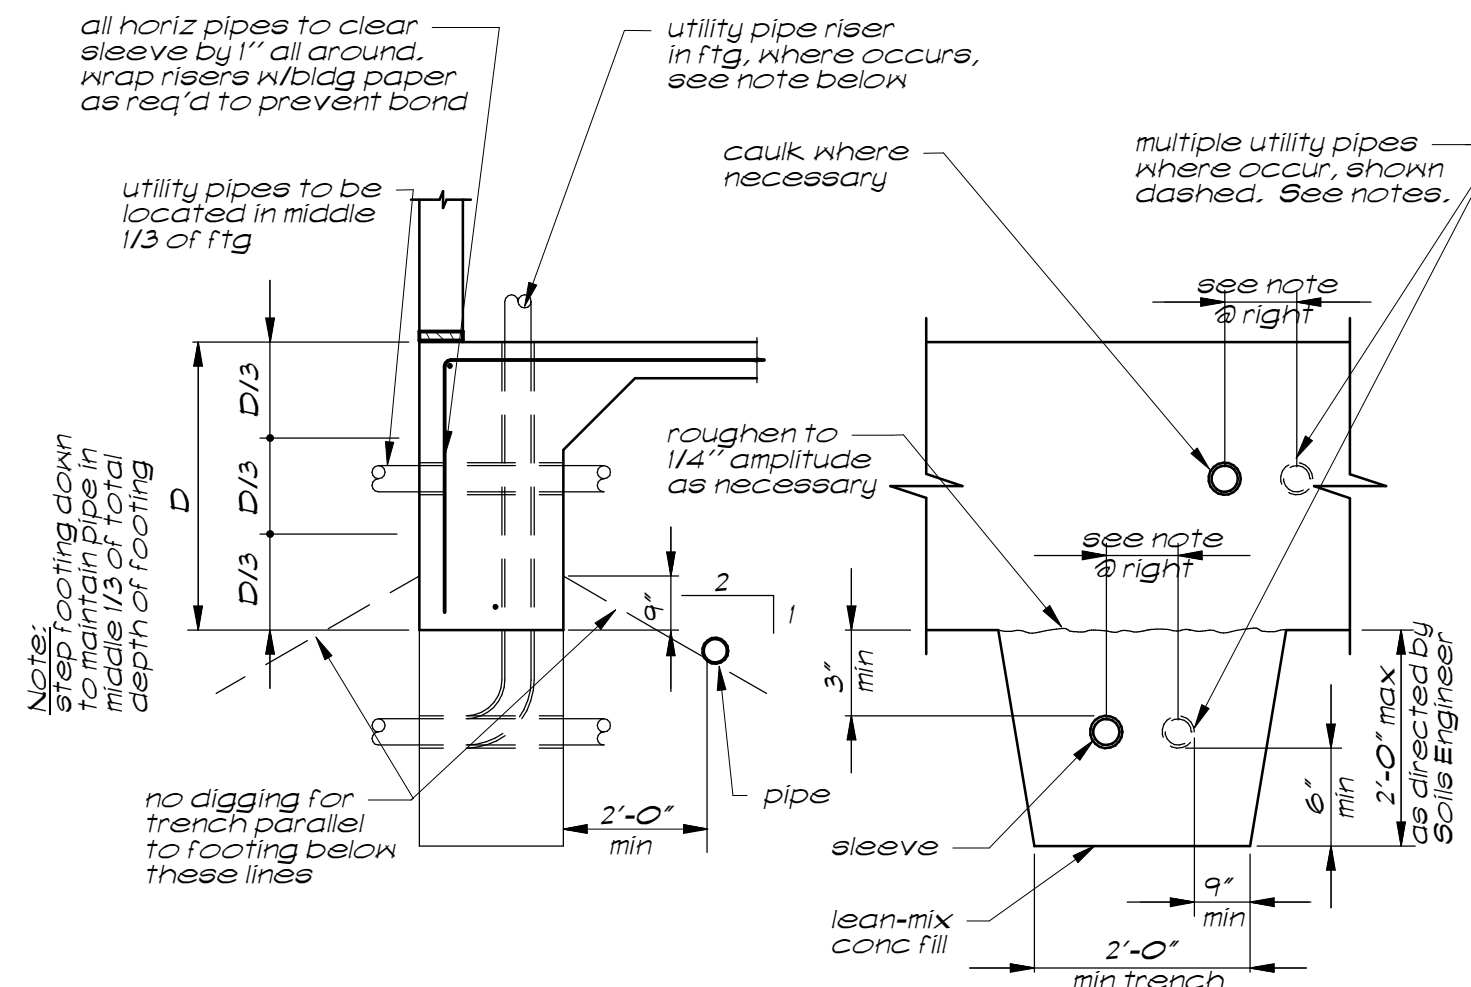 all horiz pipes to clear
sleeve by 1" all around.
wrap risers w/bldg paper
as req'd to prevent bond
utility pipe riser
in ftg, where occurs,
see note below
caulk where
necessary
multiple utility pipes
where occur, shown
dashed. See notes.
utility pipes to be
located in middle
1/3 of ftg
see note
@ right
D/3
D/3
D/3
D
Note:
step footing down
to maintain pipe in
middle 1/3 of total
depth of footing
roughen to
1/4" amplitude
as necessary
see note
@ right
9"
2
1
3"
min
2'-0" max
as directed by
Soils Engineer
6"
min
no digging for
trench parallel
to footing below
these lines
2'-0"
min
pipe
sleeve
9"
min
lean-mix
conc fill
2'-0"
min trench